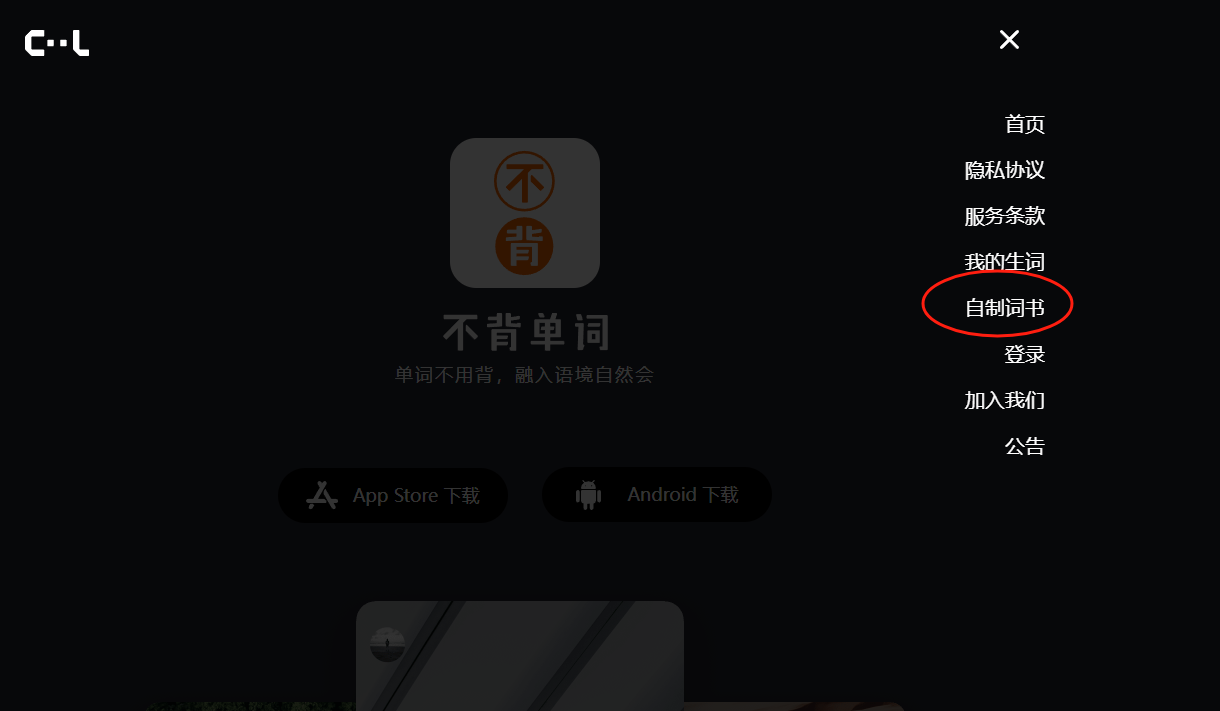 C··L
首页
隐私协议
服务条款
我的生词
自制词书
登录
加入我们
公告
不
背
不背单词
单词不用背，融入语境自然会
App Store 下载
Android 下载